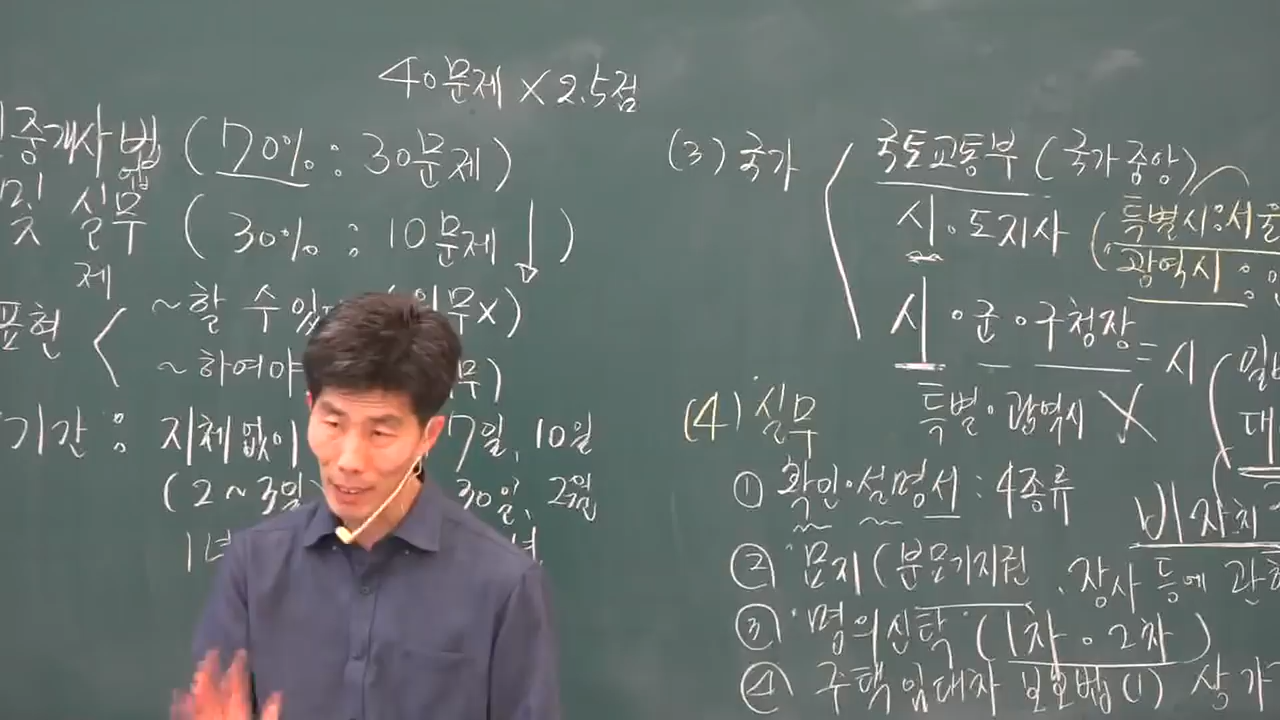 40문제 X 2.5점
중개사법 (70% : 30문제)
및 실무 (30% : 10문제 ↓)
제
표현 < ~할 수 있 무X)
~하여야 무)
기간 : 지체없이 7일, 10일
(2~3일 30일, 2월
1년 년
(3) 국가 국토교통부 (국가중앙)
시·도지사 (특별시:서울
광역시 :
시·군·구청장 = 시 (
특별·광역시 X 대
(4) 실무
① 확인·설명서 : 4종류
비자치
② 묘지 (분묘기지권, 장사 등에 관
③ 명의신탁 (1차·2차)
④ 주택임대차 보호법(1) 상가